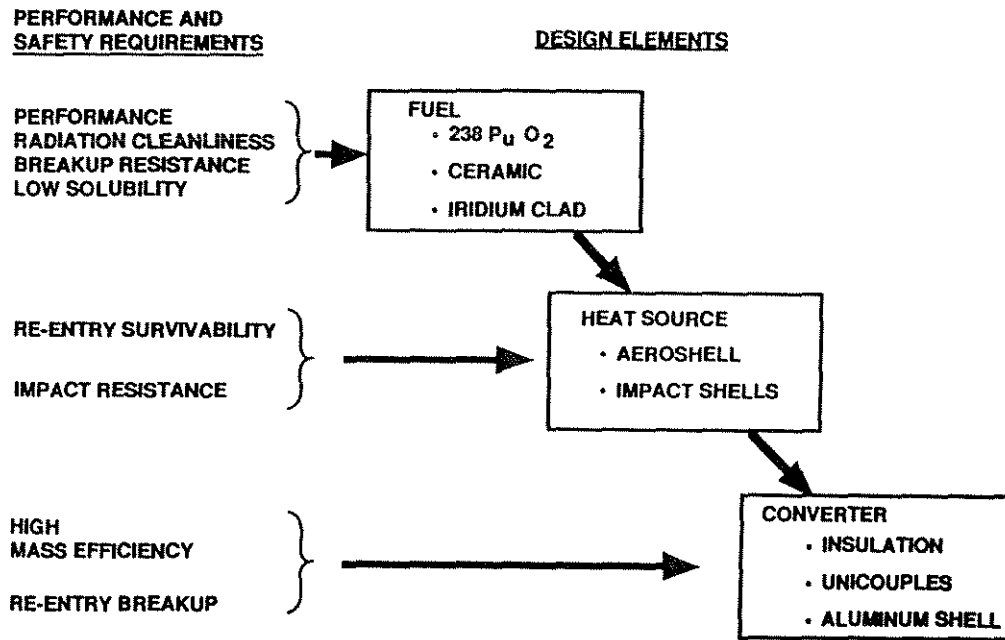 PERFORMANCE AND
SAFETY REQUIREMENTS
DESIGN ELEMENTS
PERFORMANCE
RADIATION CLEANLINESS
BREAKUP RESISTANCE
LOW SOLUBILITY
FUEL
• 238 Pu O2
• CERAMIC
• IRIDIUM CLAD
RE-ENTRY SURVIVABILITY
IMPACT RESISTANCE
HEAT SOURCE
• AEROSHELL
• IMPACT SHELLS
HIGH
MASS EFFICIENCY
RE-ENTRY BREAKUP
CONVERTER
• INSULATION
• UNICOUPLES
• ALUMINUM SHELL